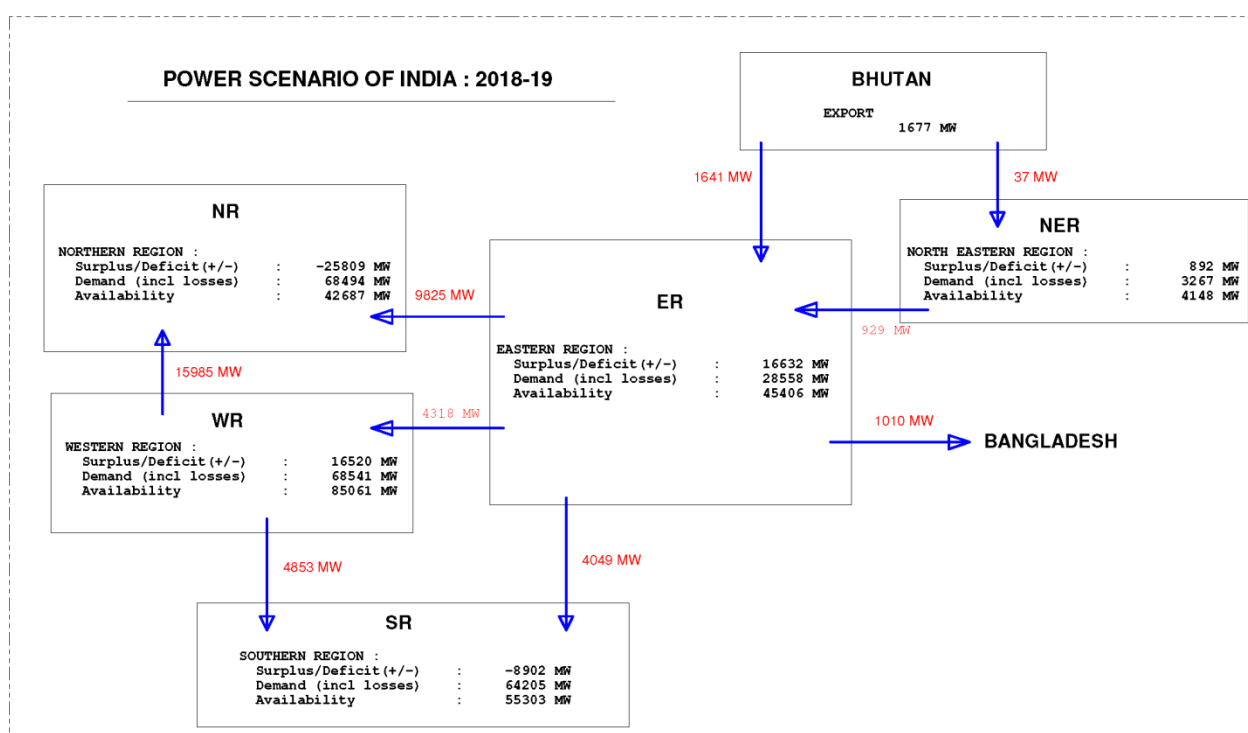 POWER SCENARIO OF INDIA : 2018-19
BHUTAN
EXPORT
1677 MW
1641 MW
37 MW
NR
NORTHERN REGION :
Surplus/Deficit(+/-) : -25809 MW
Demand (incl losses) : 68494 MW
Availability : 42687 MW
NER
NORTH EASTERN REGION :
Surplus/Deficit(+/-) : 892 MW
Demand (incl losses) : 3267 MW
Availability : 4148 MW
9825 MW
929 MW
ER
EASTERN REGION :
Surplus/Deficit(+/-) : 16632 MW
Demand (incl losses) : 28558 MW
Availability : 45406 MW
15985 MW
4318 MW
1010 MW
BANGLADESH
WR
WESTERN REGION :
Surplus/Deficit(+/-) : 16520 MW
Demand (incl losses) : 68541 MW
Availability : 85061 MW
4853 MW
4049 MW
SR
SOUTHERN REGION :
Surplus/Deficit(+/-) : -8902 MW
Demand (incl losses) : 64205 MW
Availability : 55303 MW